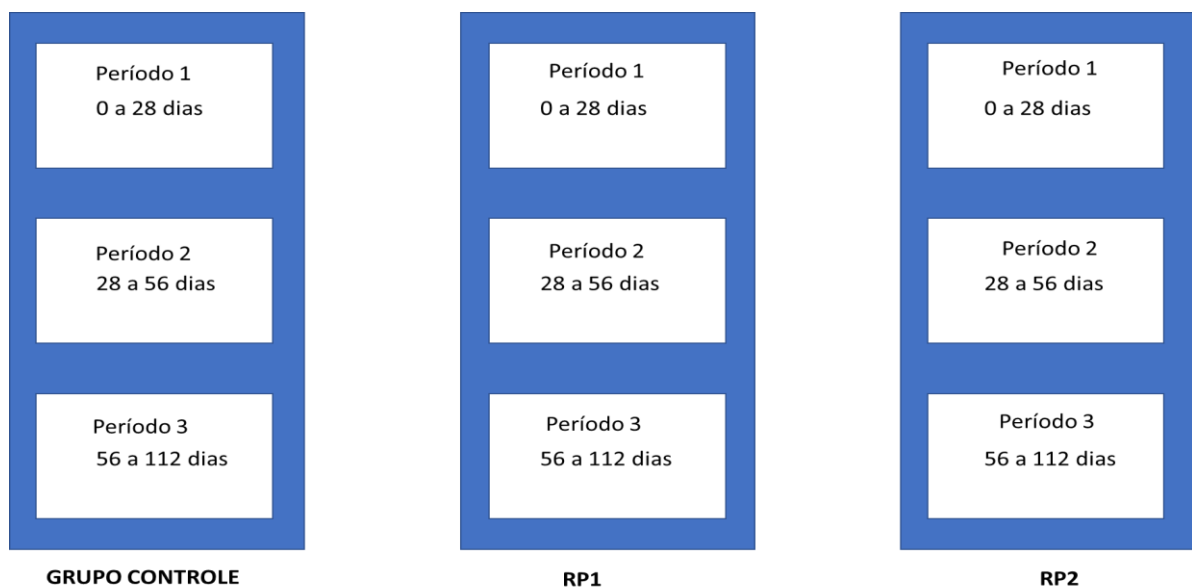 Período 1
0 a 28 dias
Período 2
28 a 56 dias
Período 3
56 a 112 dias
GRUPO CONTROLE
Período 1
0 a 28 dias
Período 2
28 a 56 dias
Período 3
56 a 112 dias
RP1
Período 1
0 a 28 dias
Período 2
28 a 56 dias
Período 3
56 a 112 dias
RP2